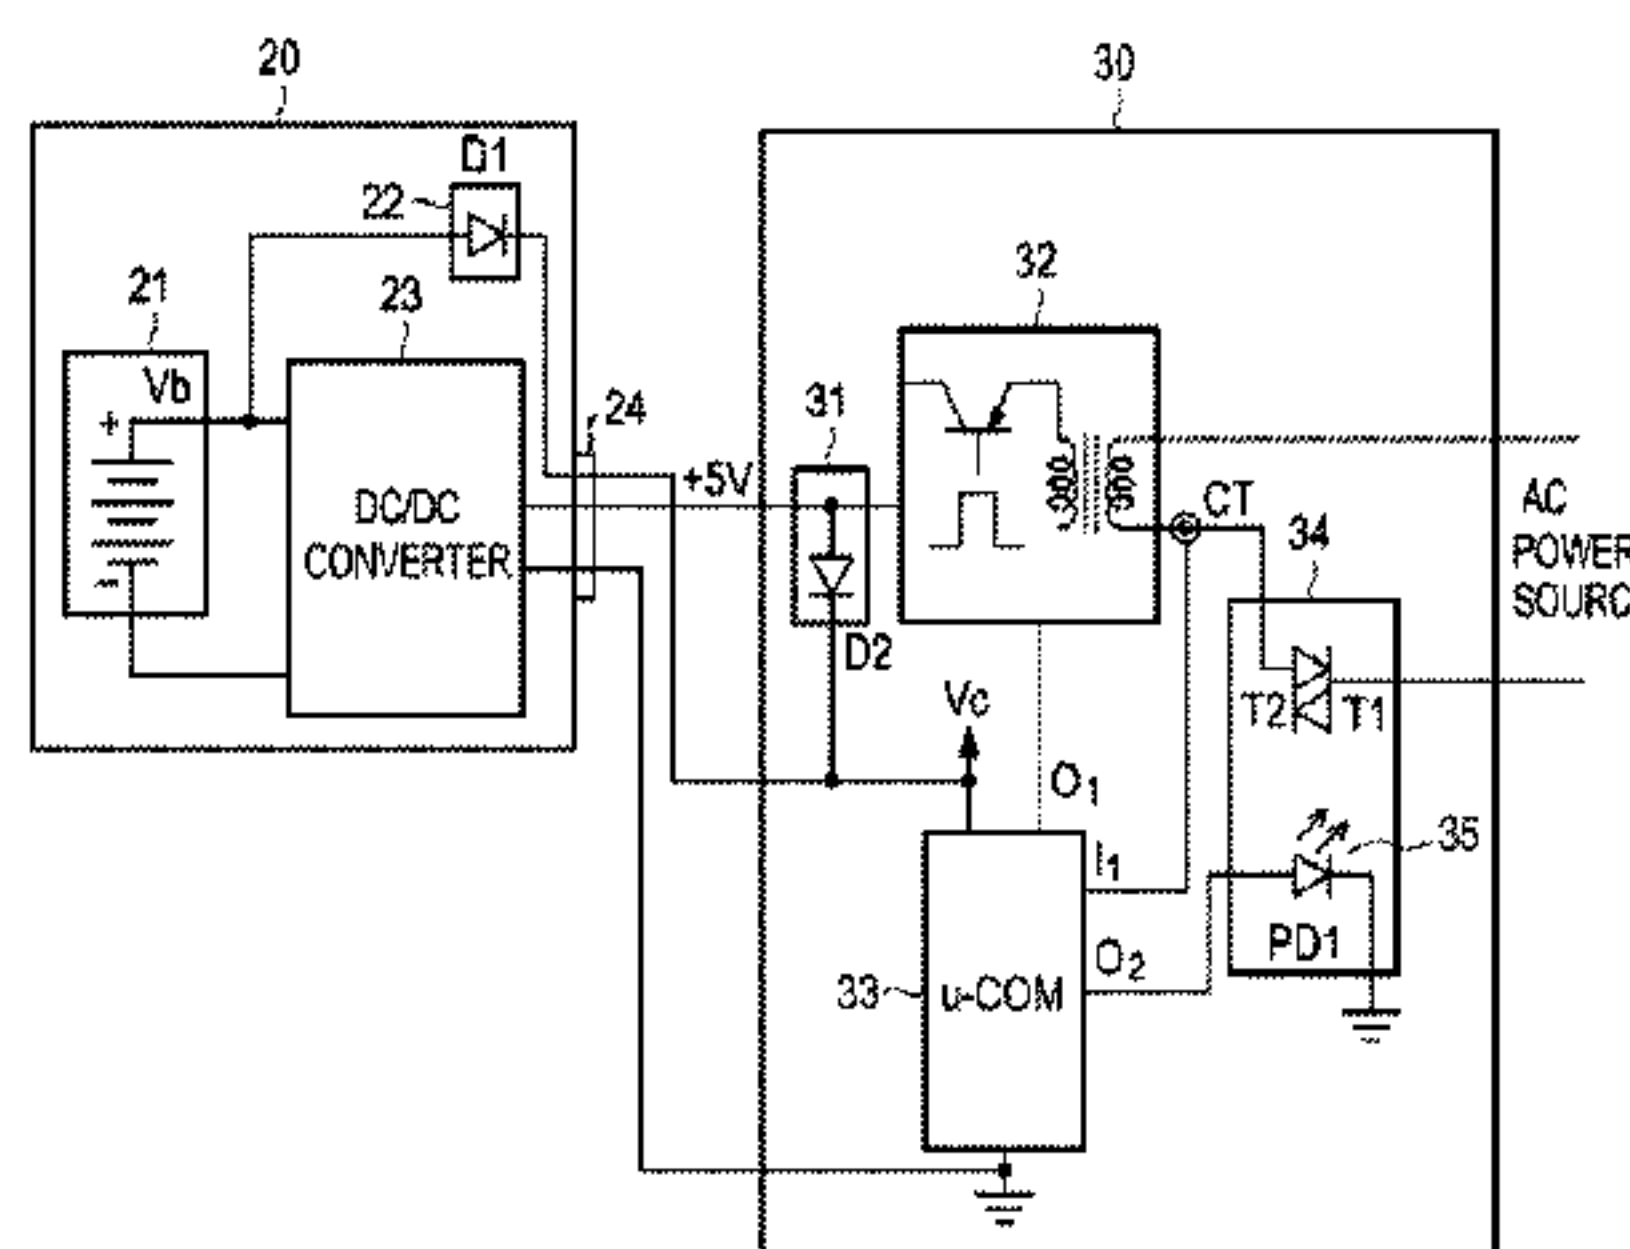 20
30
D1
22
32
21
23
Vb
24
31
+
+5V
CT
AC
POWER
SOURC
34
DC/DC
CONVERTER
-
D2
Vc
T2
T1
O1
35
I1
PD1
O2
33
u-COM